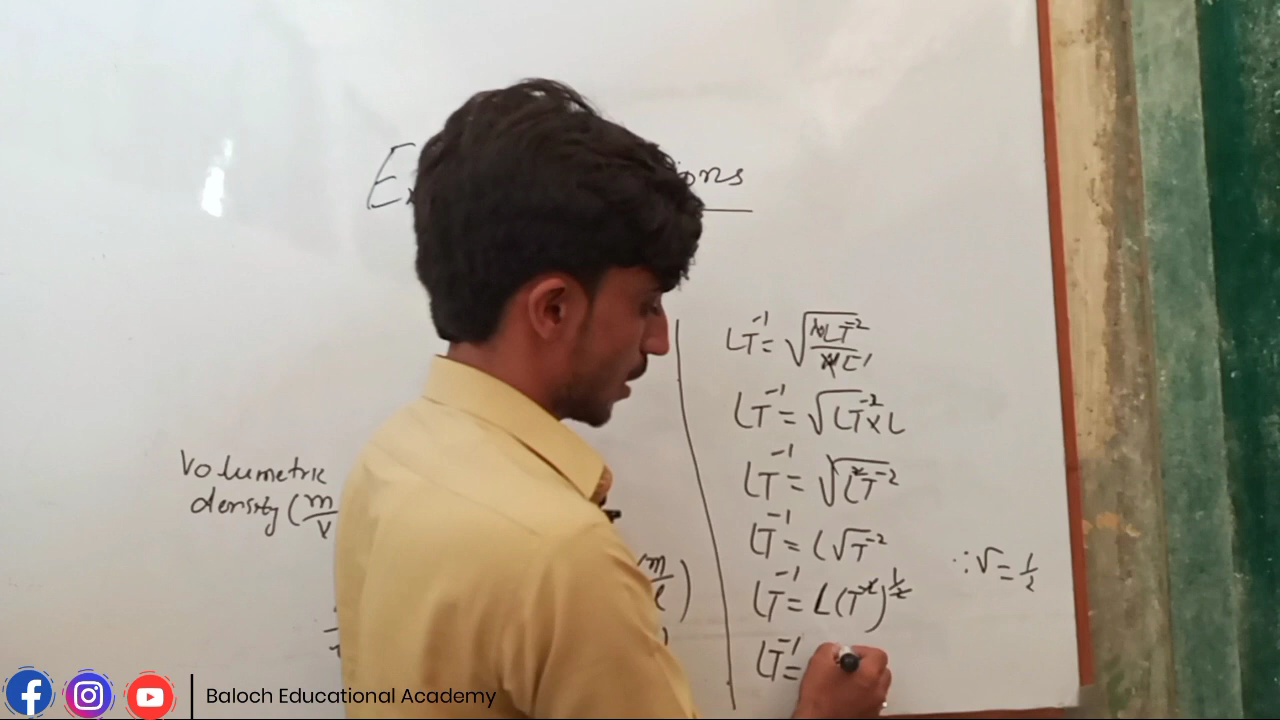 Volumetric
density (m/V
m/l)
LT⁻¹ = √(MLT⁻²/ML⁻¹)
LT⁻¹ = √LT⁻²×L
LT⁻¹ = √L²T⁻²
LT⁻¹ = L√T⁻²
∵ √ = 1/2
LT⁻¹ = L(T⁻²)^1/2
LT⁻¹ =
Baloch Educational Academy